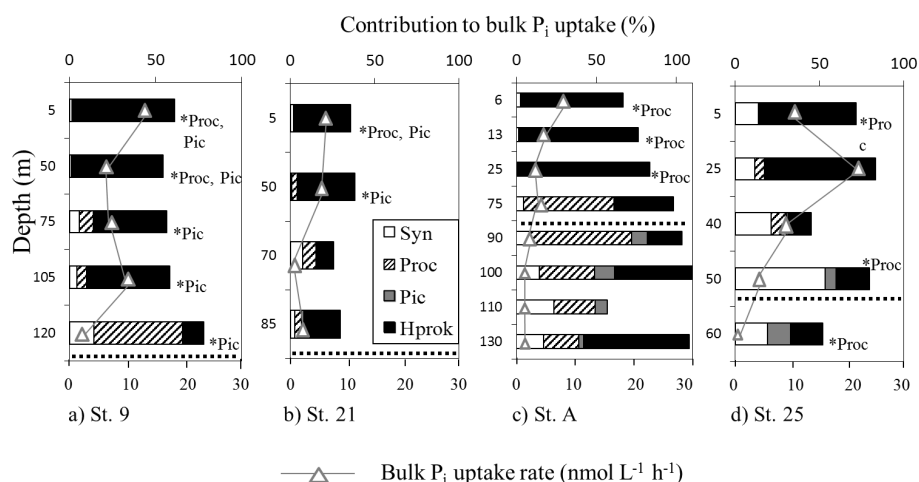 Contribution to bulk Pi uptake (%)
0 50 100
0 50 100
0 50 100
0 50 100
Depth (m)
5
*Proc,
Pic
50
*Proc, Pic
75
*Pic
105
*Pic
120
*Pic
0 10 20 30
a) St. 9
5
*Proc, Pic
50
*Pic
70
85
0 10 20 30
b) St. 21
Syn
Proc
Pic
Hprok
6
*Proc
13
*Proc
25
*Proc
75
90
100
110
130
0 10 20 30
c) St. A
5
*Pro
c
25
40
50
*Proc
60
*Proc
0 10 20 30
d) St. 25
Bulk Pi uptake rate (nmol L-1 h-1)